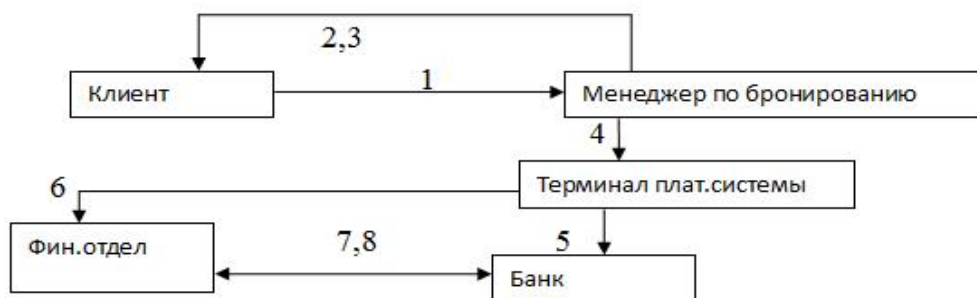 2,3
Клиент
1
Менеджер по бронированию
4
Терминал плат.системы
6
Фин.отдел
7,8
5
Банк